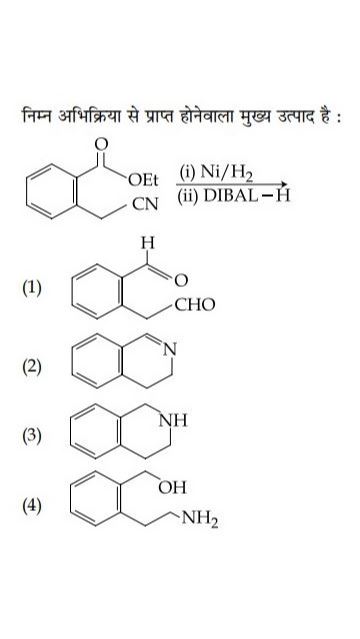 निम्न अभिक्रिया से प्राप्त होनेवाला मुख्य उत्पाद है :
O
OEt
CN
(i) Ni/H₂
(ii) DIBAL – H
(1)
H
O
CHO
(2)
N
(3)
NH
(4)
OH
NH₂